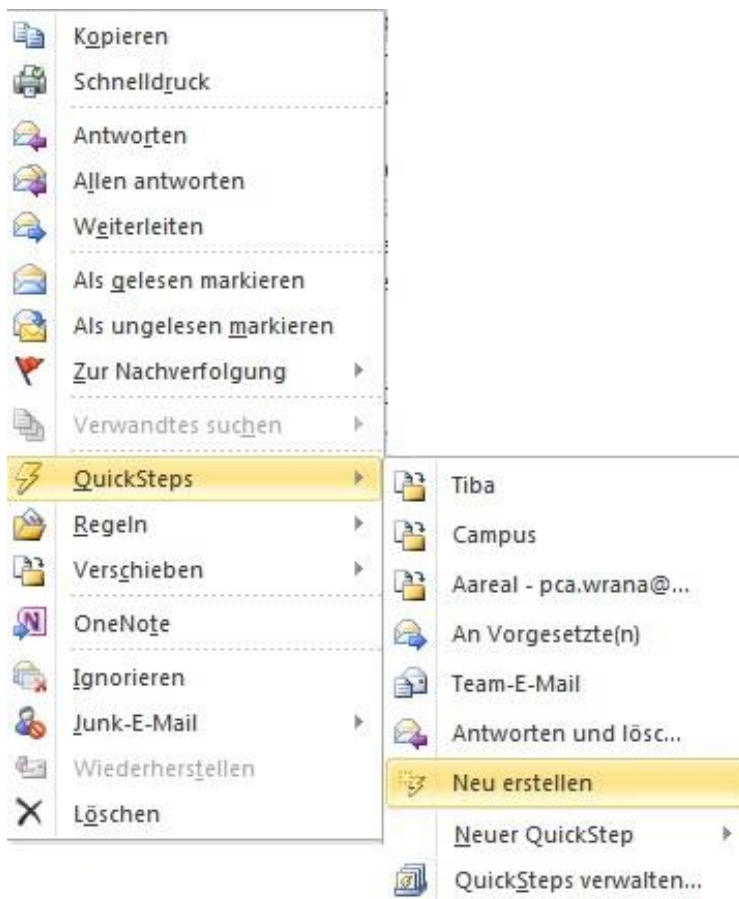 Kopieren
Schnelldruck
Antworten
Allen antworten
Weiterleiten
Als gelesen markieren
Als ungelesen markieren
Zur Nachverfolgung
Verwandtes suchen
QuickSteps
Regeln
Verschieben
OneNote
Ignorieren
Junk-E-Mail
Wiederherstellen
Löschen
Tiba
Campus
Aareal - pca.wrana@...
An Vorgesetzte(n)
Team-E-Mail
Antworten und lösc...
Neu erstellen
Neuer QuickStep
QuickSteps verwalten...